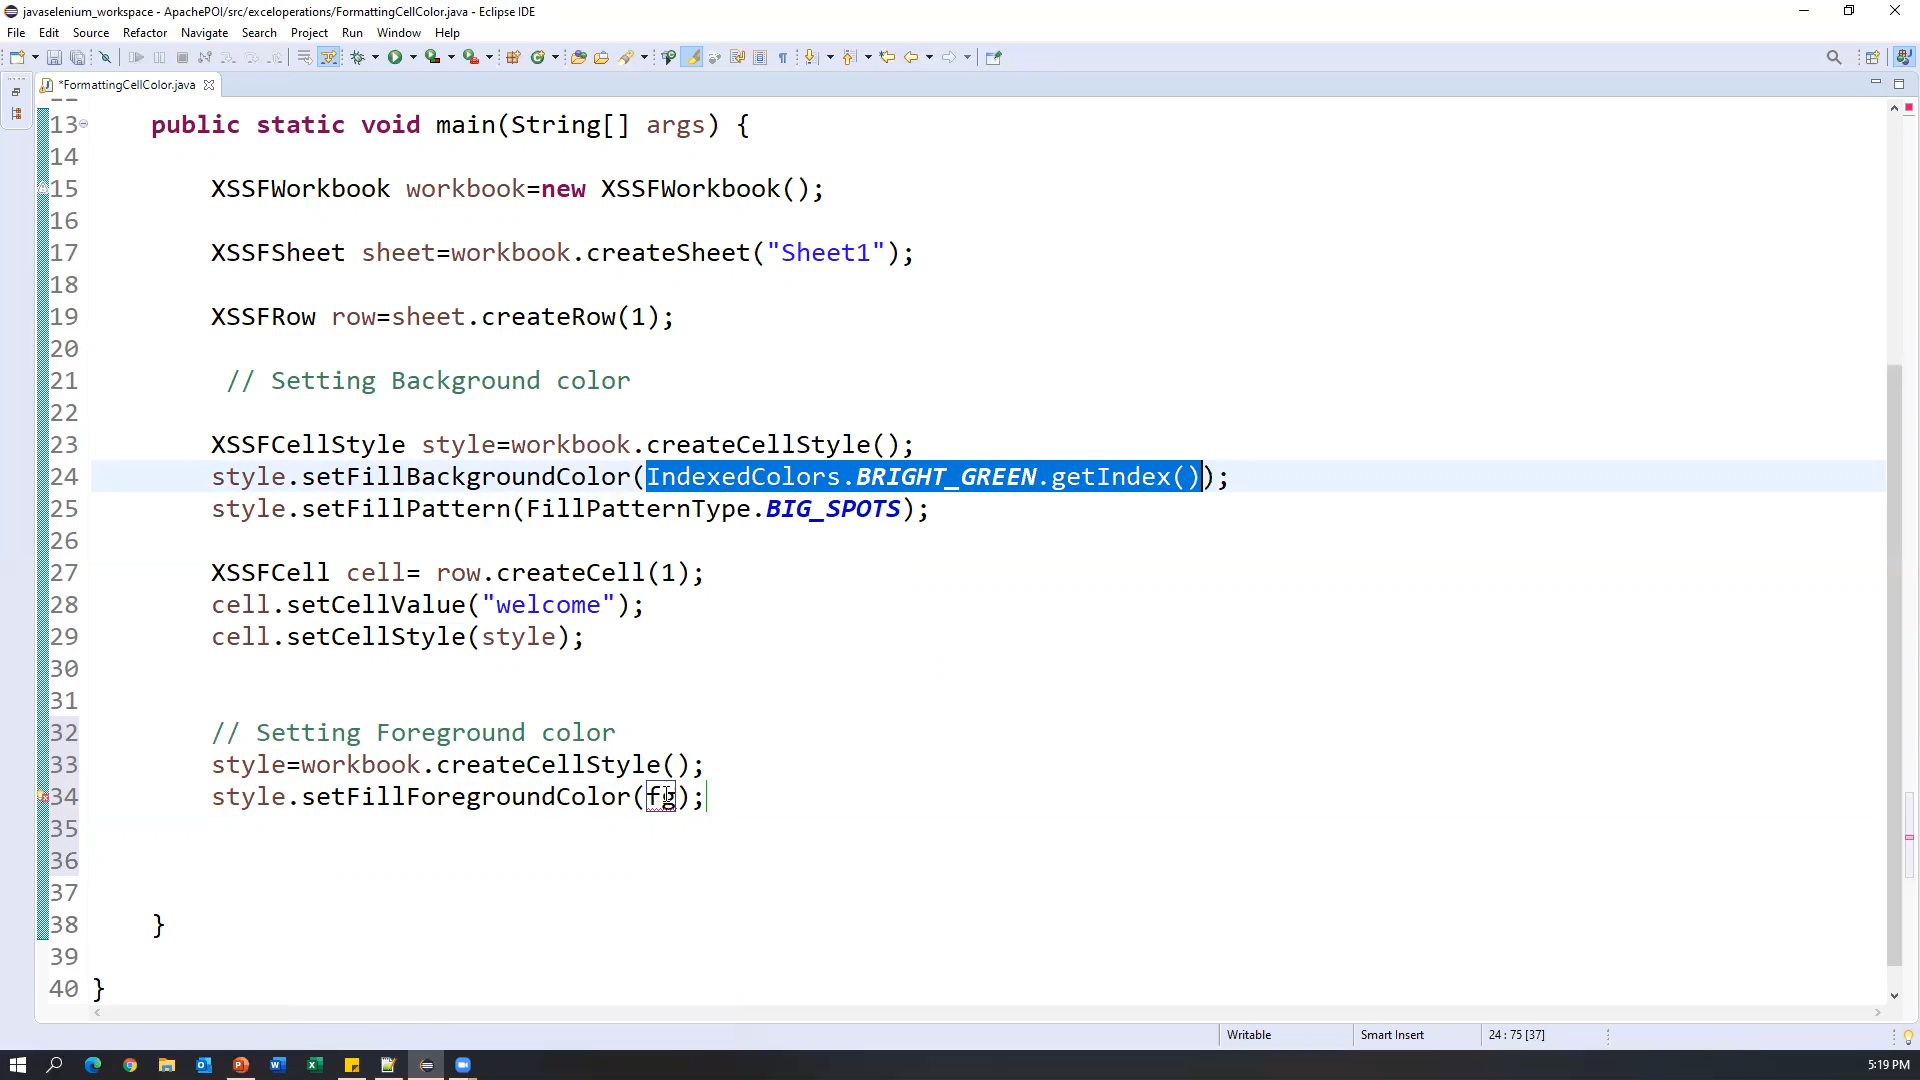 javaselenium_workspace - ApachePOI/src/exceloperations/FormattingCellColor.java - Eclipse IDE
File Edit Source Refactor Navigate Search Project Run Window Help
*FormattingCellColor.java
13 public static void main(String[] args) {
14
15 XSSFWorkbook workbook=new XSSFWorkbook();
16
17 XSSFSheet sheet=workbook.createSheet("Sheet1");
18
19 XSSFRow row=sheet.createRow(1);
20
21 // Setting Background color
22
23 XSSFCellStyle style=workbook.createCellStyle();
24 style.setFillBackgroundColor(IndexedColors.BRIGHT_GREEN.getIndex());
25 style.setFillPattern(FillPatternType.BIG_SPOTS);
26
27 XSSFCell cell= row.createCell(1);
28 cell.setCellValue("welcome");
29 cell.setCellStyle(style);
30
31
32 // Setting Foreground color
33 style=workbook.createCellStyle();
34 style.setFillForegroundColor(fg);
35
36
37
38 }
39
40 }
Writable Smart Insert 24 : 75 [37]
5:19 PM